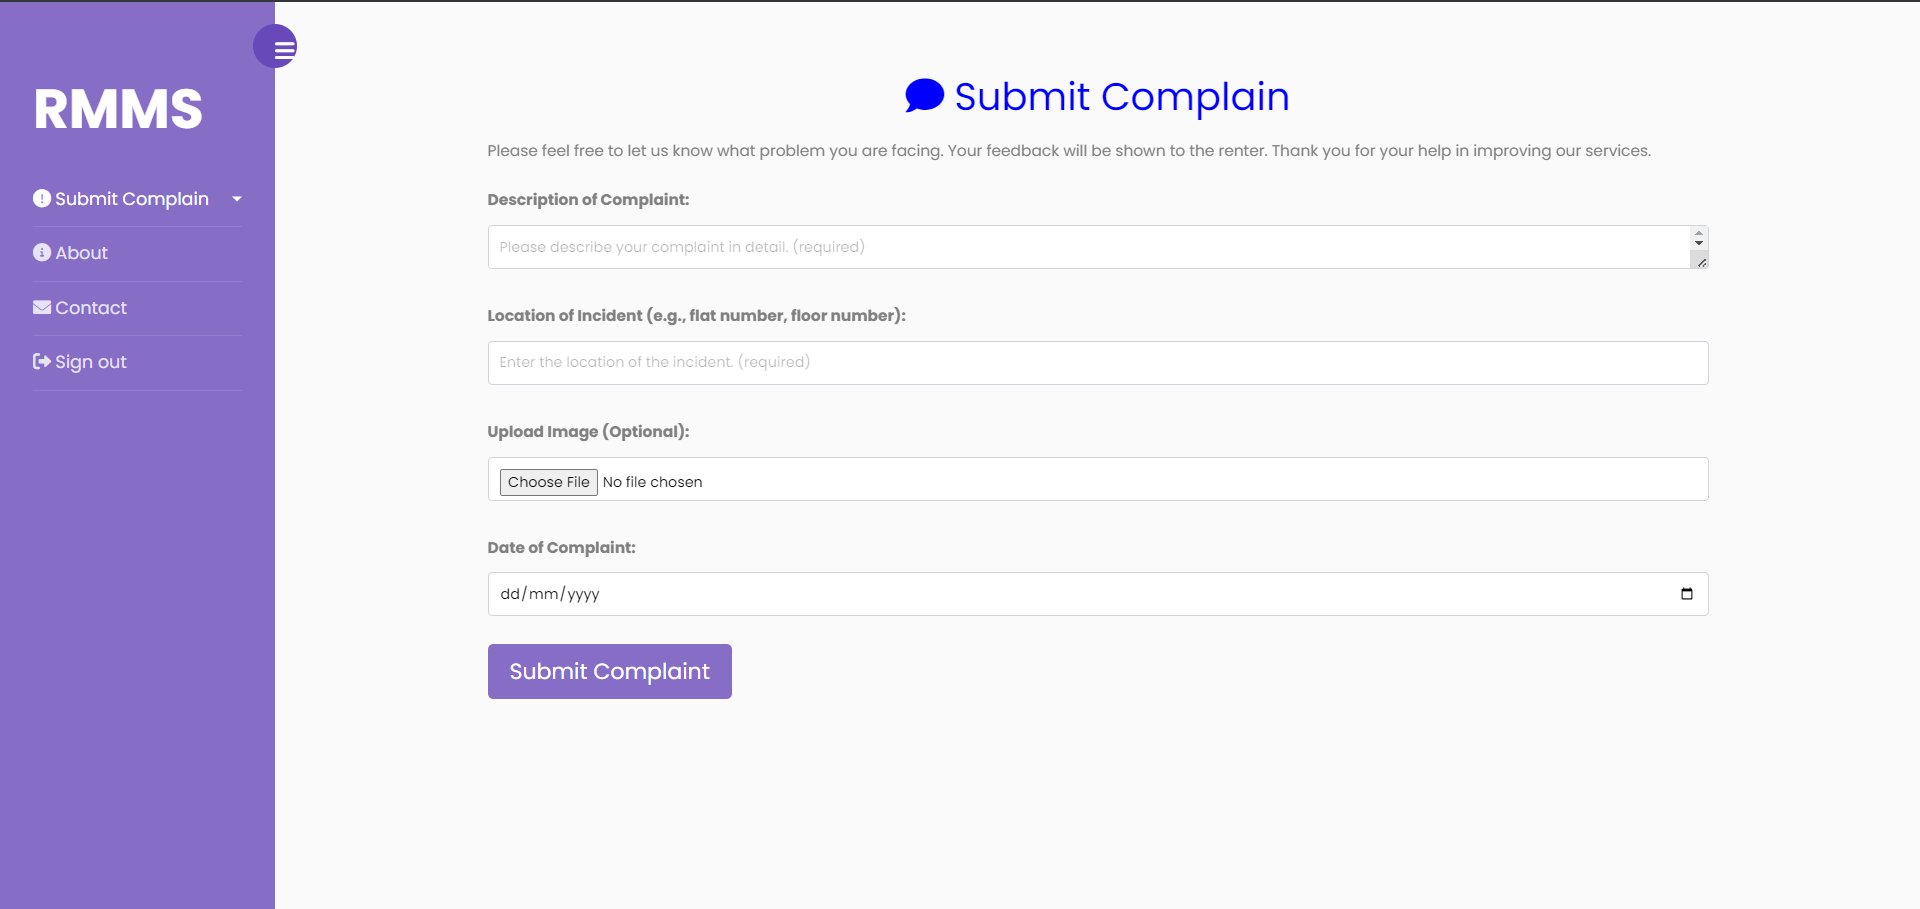 RMMS
Submit Complain
About
Contact
Sign out
Submit Complain
Please feel free to let us know what problem you are facing. Your feedback will be shown to the renter. Thank you for your help in improving our services.
Description of Complaint:
Please describe your complaint in detail. (required)
Location of Incident (e.g., flat number, floor number):
Enter the location of the incident. (required)
Upload Image (Optional):
Choose File No file chosen
Date of Complaint:
dd/mm/yyyy
Submit Complaint